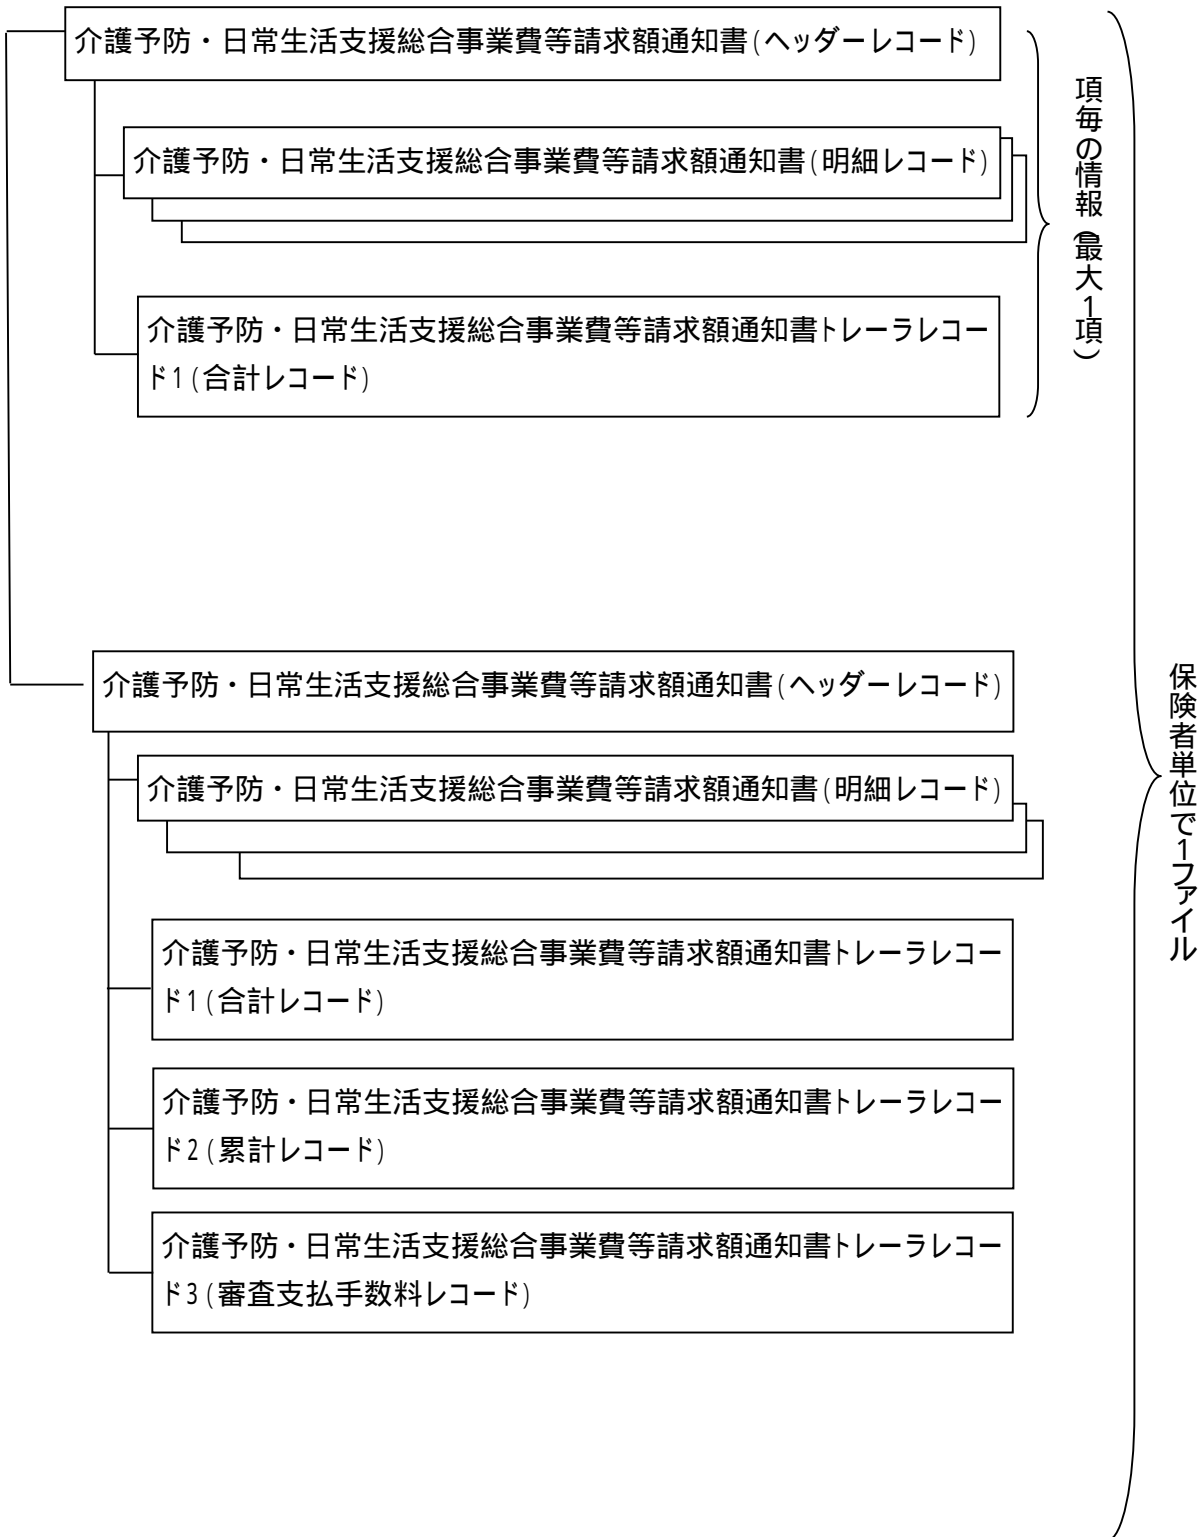 介護予防・日常生活支援総合事業費等請求額通知書(ヘッダーレコード)
介護予防・日常生活支援総合事業費等請求額通知書(明細レコード)
介護予防・日常生活支援総合事業費等請求額通知書トレーラレコー
ド1(合計レコード)
項毎の情報(最大1項)
介護予防・日常生活支援総合事業費等請求額通知書(ヘッダーレコード)
介護予防・日常生活支援総合事業費等請求額通知書(明細レコード)
介護予防・日常生活支援総合事業費等請求額通知書トレーラレコー
ド1(合計レコード)
介護予防・日常生活支援総合事業費等請求額通知書トレーラレコー
ド2(累計レコード)
介護予防・日常生活支援総合事業費等請求額通知書トレーラレコー
ド3(審査支払手数料レコード)
保険者単位で1ファイル